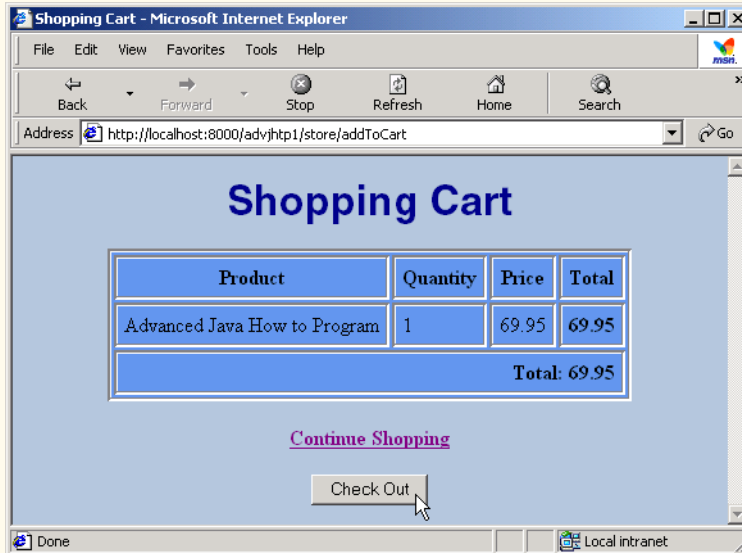 Shopping Cart - Microsoft Internet Explorer
File Edit View Favorites Tools Help
msn.
Back Forward Stop Refresh Home Search
Address http://localhost:8000/advjhtp1/store/addToCart Go
Shopping Cart
Product Quantity Price Total
Advanced Java How to Program 1 69.95 69.95
Total: 69.95
Continue Shopping
Check Out
Done Local intranet